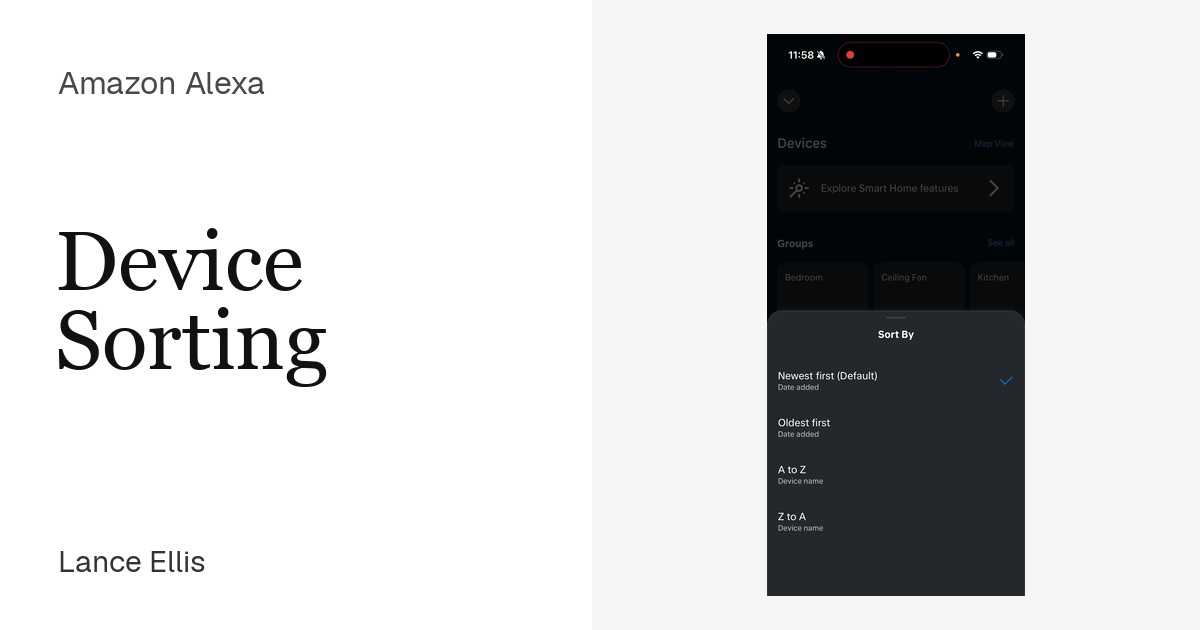 Amazon Alexa
Device
Sorting
Lance Ellis
11:58
Devices
Map View
Explore Smart Home features
Groups
See all
Bedroom
Ceiling Fan
Kitchen
Sort By
Newest first (Default)
Date added
Oldest first
Date added
A to Z
Device name
Z to A
Device name